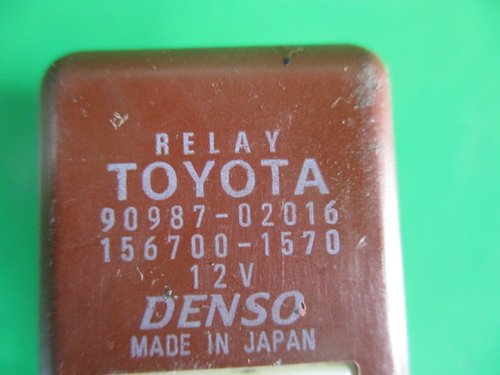 RELAY
TOYOTA
90987-02016
156700-1570
12V
DENSO
MADE IN JAPAN